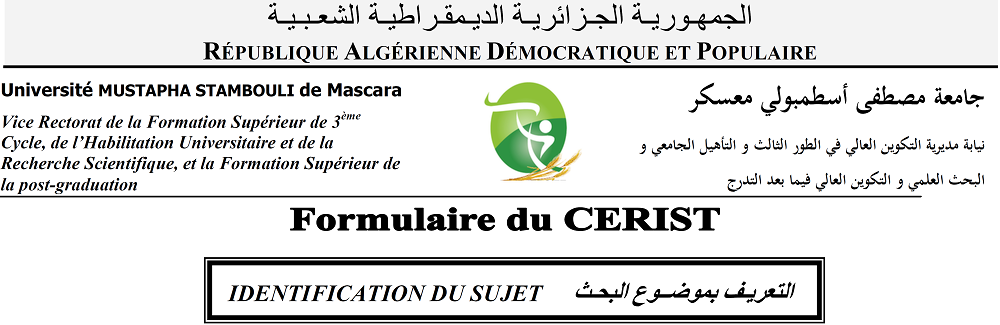 الجمهورية الجزائرية الديمقراطية الشعبية
RÉPUBLIQUE ALGÉRIENNE DÉMOCRATIQUE ET POPULAIRE
Université MUSTAPHA STAMBOULI de Mascara
Vice Rectorat de la Formation Supérieur de 3ème
Cycle, de l’Habilitation Universitaire et de la
Recherche Scientifique, et la Formation Supérieur de
la post-graduation
جامعة مصطفى أسطمبولي معسكر
نيابة مديرية التكوين العالي في الطور الثالث و التأهيل الجامعي و
البحث العلمي و التكوين العالي فيما بعد التدرج
Formulaire du CERIST
IDENTIFICATION DU SUJET التعريف بموضوع البحث